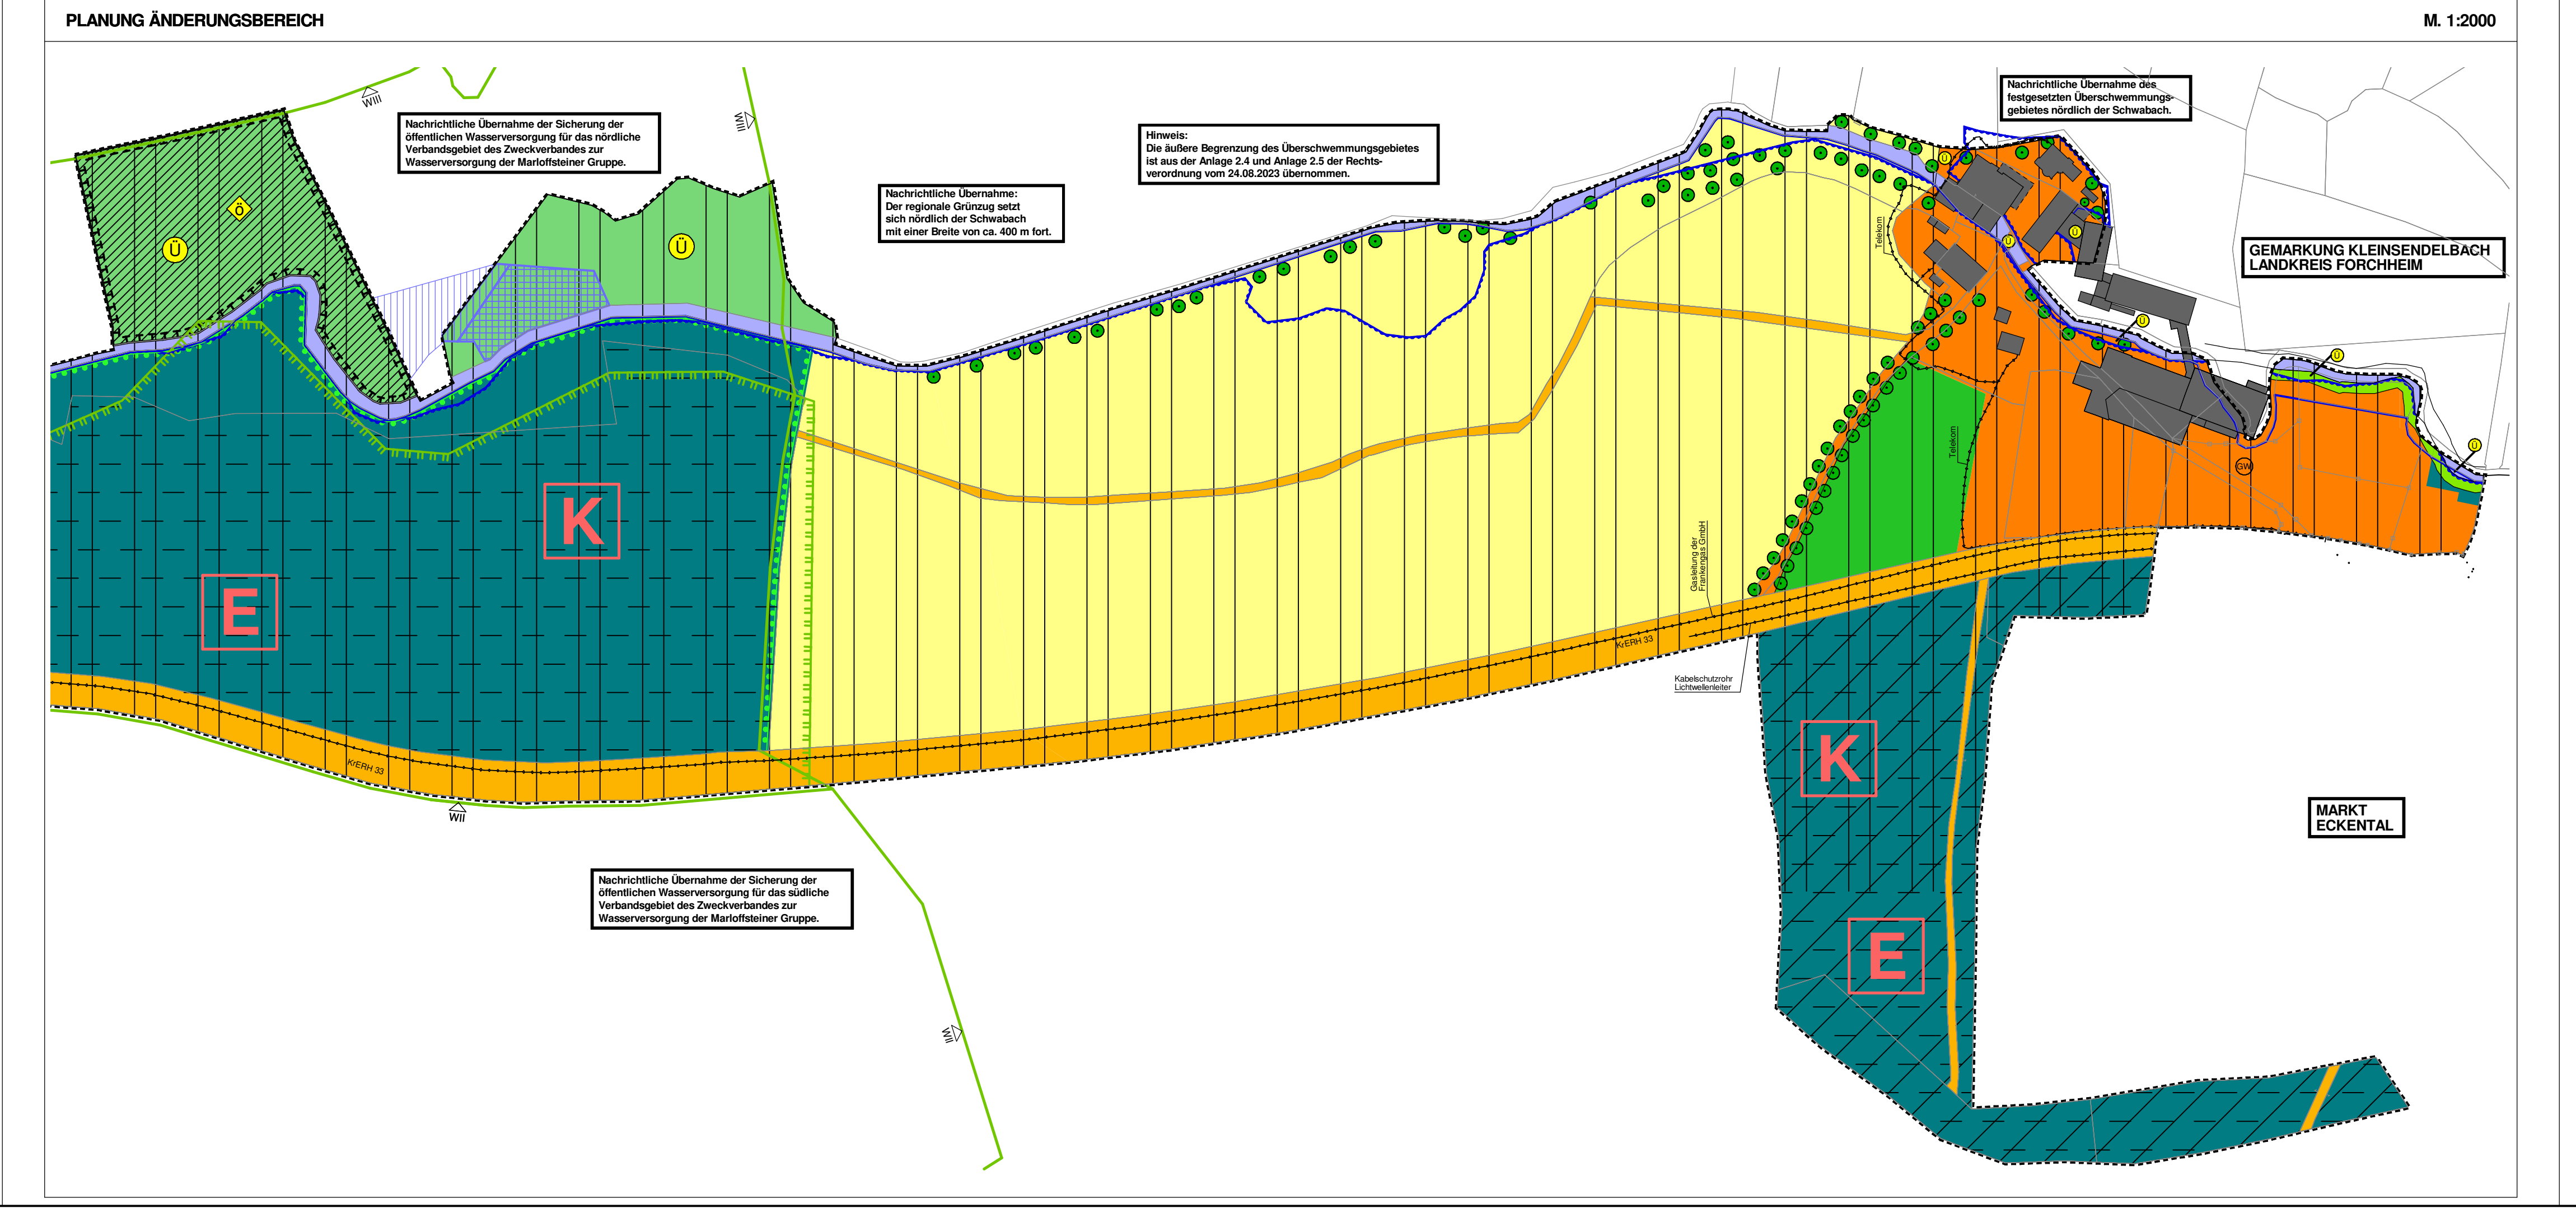 PLANUNG ÄNDERUNGSBEREICH
M. 1:2000
WIII
Nachrichtliche Übernahme der Sicherung der
öffentlichen Wasserversorgung für das nördliche
Verbandsgebiet des Zweckverbandes zur
Wasserversorgung der Marloffsteiner Gruppe.
WIII
Hinweis:
Die äußere Begrenzung des Überschwemmungsgebietes
ist aus der Anlage 2.4 und Anlage 2.5 der Rechts-
verordnung vom 24.08.2023 übernommen.
Nachrichtliche Übernahme des
festgesetzten Überschwemmungs-
gebietes nördlich der Schwabach.
Nachrichtliche Übernahme:
Der regionale Grünzug setzt
sich nördlich der Schwabach
mit einer Breite von ca. 400 m fort.
Ö
Ü
Ü
Ü
Ü
Ü
Telekom
GEMARKUNG KLEINSENDELBACH
LANDKREIS FORCHHEIM
Ü
Ü
Ü
Telekom
GW
K
E
Gasleitung der
Frankengas GmbH
KrERH 33
Kabelschutzrohr
Lichtwellenleiter
KrERH 33
WII
K
E
MARKT
ECKENTAL
Nachrichtliche Übernahme der Sicherung der
öffentlichen Wasserversorgung für das südliche
Verbandsgebiet des Zweckverbandes zur
Wasserversorgung der Marloffsteiner Gruppe.
WII